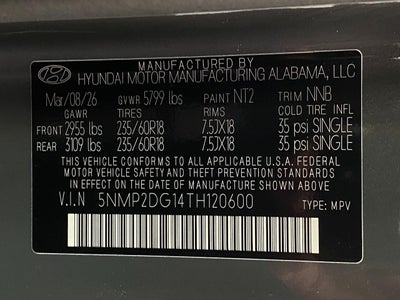 MANUFACTURED BY
HYUNDAI MOTOR MANUFACTURING ALABAMA, LLC
Mar/08/26 GVWR 5799 lbs PAINT NT2 TRIM NNB
GAWR TIRES RIMS COLD TIRE INFL
FRONT 2955 lbs 235/60R18 7.5JX18 35 psi SINGLE
REAR 3109 lbs 235/60R18 7.5JX18 35 psi SINGLE
THIS VEHICLE CONFORMS TO ALL APPLICABLE U.S.A. FEDERAL
MOTOR VEHICLE SAFETY AND THEFT PREVENTION STANDARDS
IN EFFECT ON THE DATE OF MANUFACTURE SHOWN ABOVE
V.I.N 5NMP2DG14TH120600 TYPE: MPV